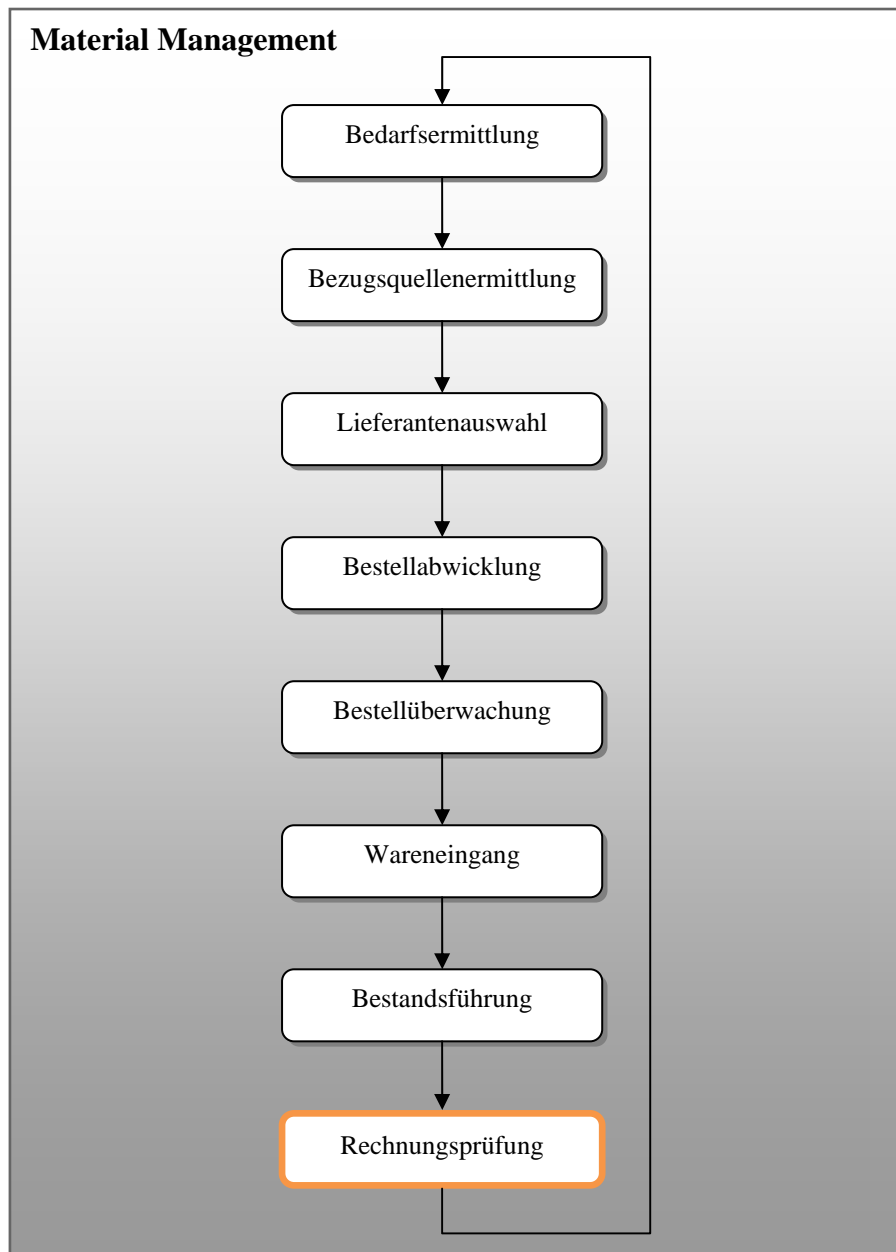 Material Management
Bedarfsermittlung
Bezugsquellenermittlung
Lieferantenauswahl
Bestellabwicklung
Bestellüberwachung
Wareneingang
Bestandsführung
Rechnungsprüfung